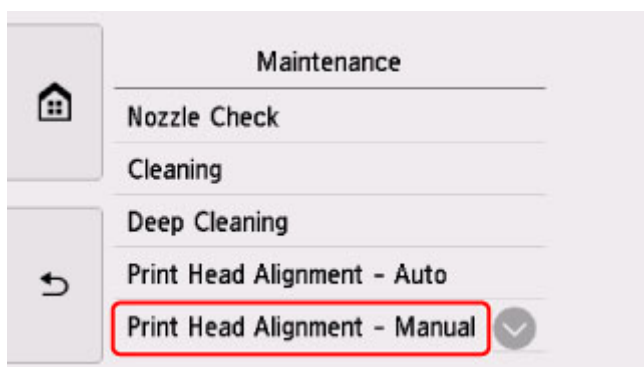 Maintenance
Nozzle Check
Cleaning
Deep Cleaning
Print Head Alignment - Auto
Print Head Alignment - Manual